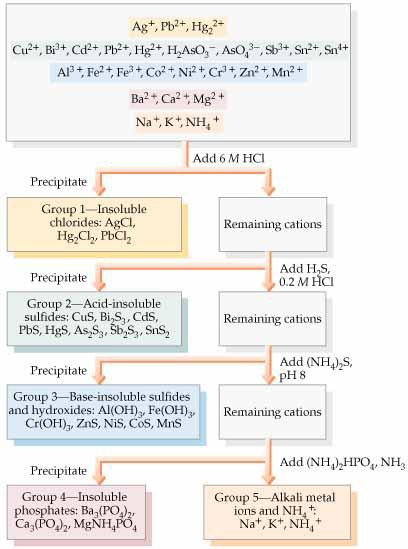 Ag⁺, Pb²⁺, Hg₂²⁺
Cu²⁺, Bi³⁺, Cd²⁺, Pb²⁺, Hg²⁺, H₂AsO₃⁻, AsO₄³⁻, Sb³⁺, Sn²⁺, Sn⁴⁺
Al³⁺, Fe²⁺, Fe³⁺, Co²⁺, Ni²⁺, Cr³⁺, Zn²⁺, Mn²⁺
Ba²⁺, Ca²⁺, Mg²⁺
Na⁺, K⁺, NH₄⁺
Add 6 M HCl
Precipitate
Group 1—Insoluble
chlorides: AgCl,
Hg₂Cl₂, PbCl₂
Remaining cations
Add H₂S,
0.2 M HCl
Precipitate
Group 2—Acid-insoluble
sulfides: CuS, Bi₂S₃, CdS,
PbS, HgS, As₂S₃, Sb₂S₃, SnS₂
Remaining cations
Add (NH₄)₂S,
pH 8
Precipitate
Group 3—Base-insoluble sulfides
and hydroxides: Al(OH)₃, Fe(OH)₃,
Cr(OH)₃, ZnS, NiS, CoS, MnS
Remaining cations
Add (NH₄)₂HPO₄, NH₃
Precipitate
Group 4—Insoluble
phosphates: Ba₃(PO₄)₂,
Ca₃(PO₄)₂, MgNH₄PO₄
Group 5—Alkali metal
ions and NH₄⁺:
Na⁺, K⁺, NH₄⁺